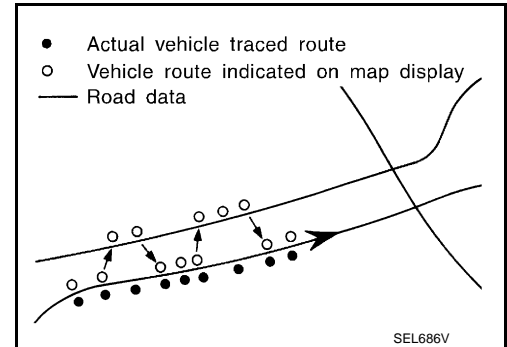 Actual vehicle traced route
Vehicle route indicated on map display
Road data
SEL686V